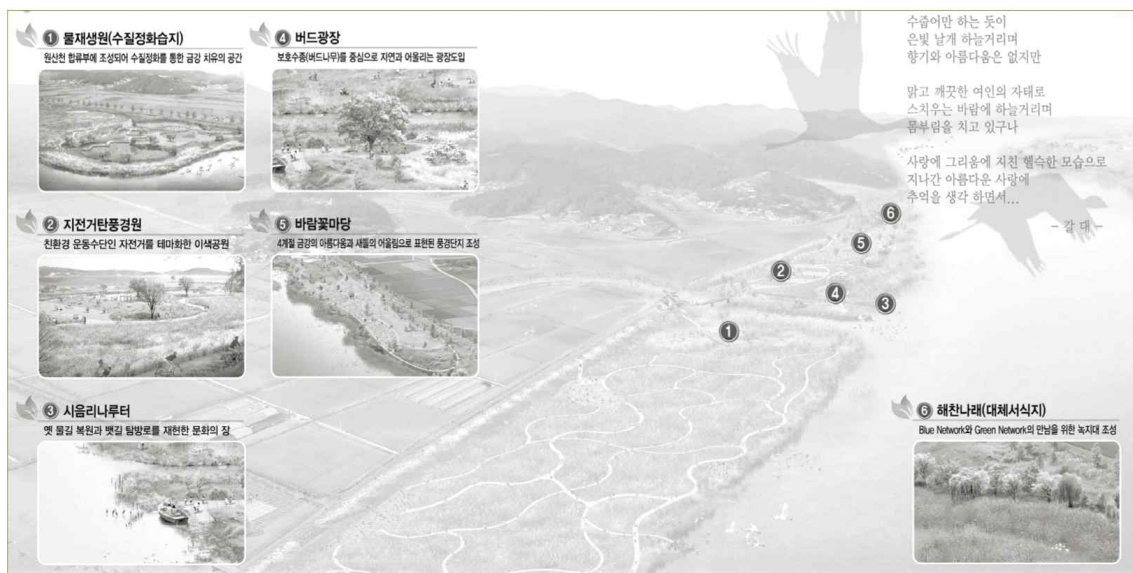 ① 물재생원(수질정화습지)
원산천 합류부에 조성되어 수질정화를 통한 금강 치유의 공간
④ 버드광장
보호수종(버드나무)를 중심으로 자연과 어울리는 광장도입
② 지전거탄풍경원
친환경 운동수단인 자전거를 테마화한 이색공원
⑤ 바람꽃마당
4계절 금강의 아름다움과 새들의 어울림으로 표현된 풍경단지 조성
③ 시음리나루터
옛 물길 복원과 뱃길 탐방로를 재현한 문화의 장
수줍어만 하는 듯이
은빛 날개 하늘거리며
향기와 아름다움은 없지만
맑고 깨끗한 여인의 자태로
스치우는 바람에 하늘거리며
몸부림을 치고 있구나
사랑에 그리움에 지친 헬슥한 모습으로
지나간 아름다운 사랑에
추억을 생각 하면서...
- 갈 대 -
⑥
⑤
②
④
③
①
⑥ 해찬나래(대체서식지)
Blue Network와 Green Network의 만남을 위한 녹지대 조성